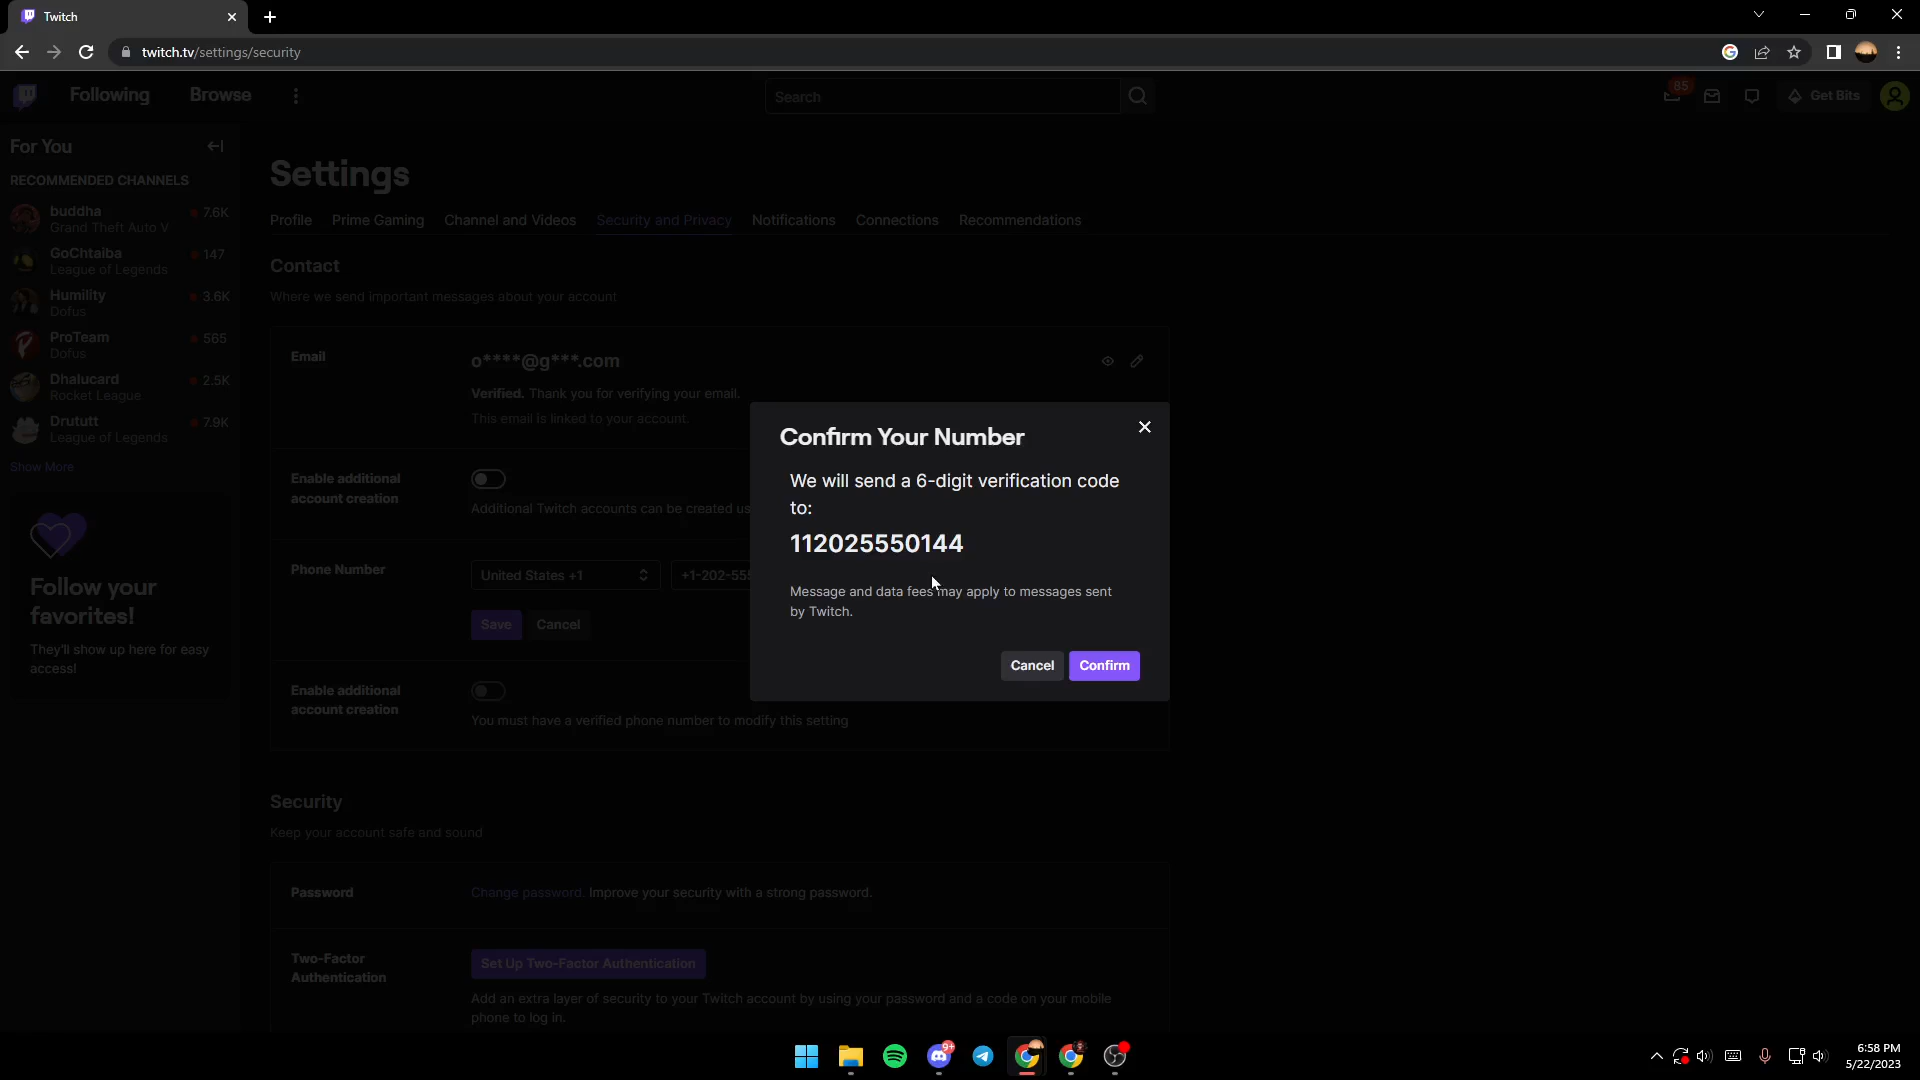 Twitch
twitch.tv/settings/security
Following Browse
Search
85
Get Bits
For You
RECOMMENDED CHANNELS
buddha 7.6K
Grand Theft Auto V
GoChtaiba 147
League of Legends
Humility 3.6K
Dofus
ProTeam 565
Dofus
Dhalucard 2.5K
Rocket League
Drututt 7.9K
League of Legends
Show More
Follow your
favorites!
They'll show up here for easy
access!
Settings
Profile Prime Gaming Channel and Videos Security and Privacy Notifications Connections Recommendations
Contact
Where we send important messages about your account
Email
o****@g***.com
Verified. Thank you for verifying your email.
This email is linked to your account.
Enable additional
account creation
Additional Twitch accounts can be created us
Phone Number
United States +1
+1-202-555
Save Cancel
Enable additional
account creation
You must have a verified phone number to modify this setting
Confirm Your Number
We will send a 6-digit verification code
to:
112025550144
Message and data fees may apply to messages sent
by Twitch.
Cancel Confirm
Security
Keep your account safe and sound
Password
Change password. Improve your security with a strong password.
Two-Factor
Authentication
Set Up Two-Factor Authentication
Add an extra layer of security to your Twitch account by using your password and a code on your mobile
phone to log in.
9+
6:58 PM
5/22/2023